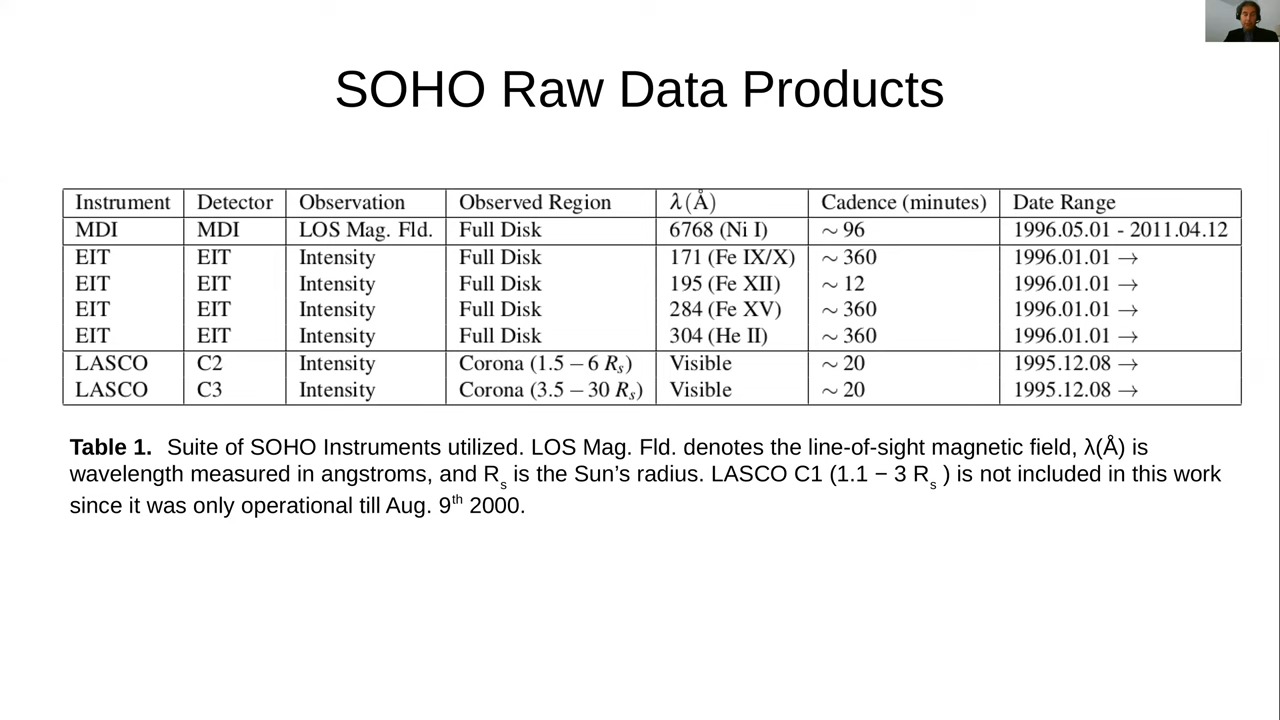 SOHO Raw Data Products
Instrument Detector Observation Observed Region λ(Å) Cadence (minutes) Date Range
MDI MDI LOS Mag. Fld. Full Disk 6768 (Ni I) ∼ 96 1996.05.01 - 2011.04.12
EIT EIT Intensity Full Disk 171 (Fe IX/X) ∼ 360 1996.01.01 →
EIT EIT Intensity Full Disk 195 (Fe XII) ∼ 12 1996.01.01 →
EIT EIT Intensity Full Disk 284 (Fe XV) ∼ 360 1996.01.01 →
EIT EIT Intensity Full Disk 304 (He II) ∼ 360 1996.01.01 →
LASCO C2 Intensity Corona (1.5 − 6 Rs) Visible ∼ 20 1995.12.08 →
LASCO C3 Intensity Corona (3.5 − 30 Rs) Visible ∼ 20 1995.12.08 →
Table 1. Suite of SOHO Instruments utilized. LOS Mag. Fld. denotes the line-of-sight magnetic field, λ(Å) is
wavelength measured in angstroms, and Rs is the Sun's radius. LASCO C1 (1.1 − 3 Rs ) is not included in this work
since it was only operational till Aug. 9th 2000.